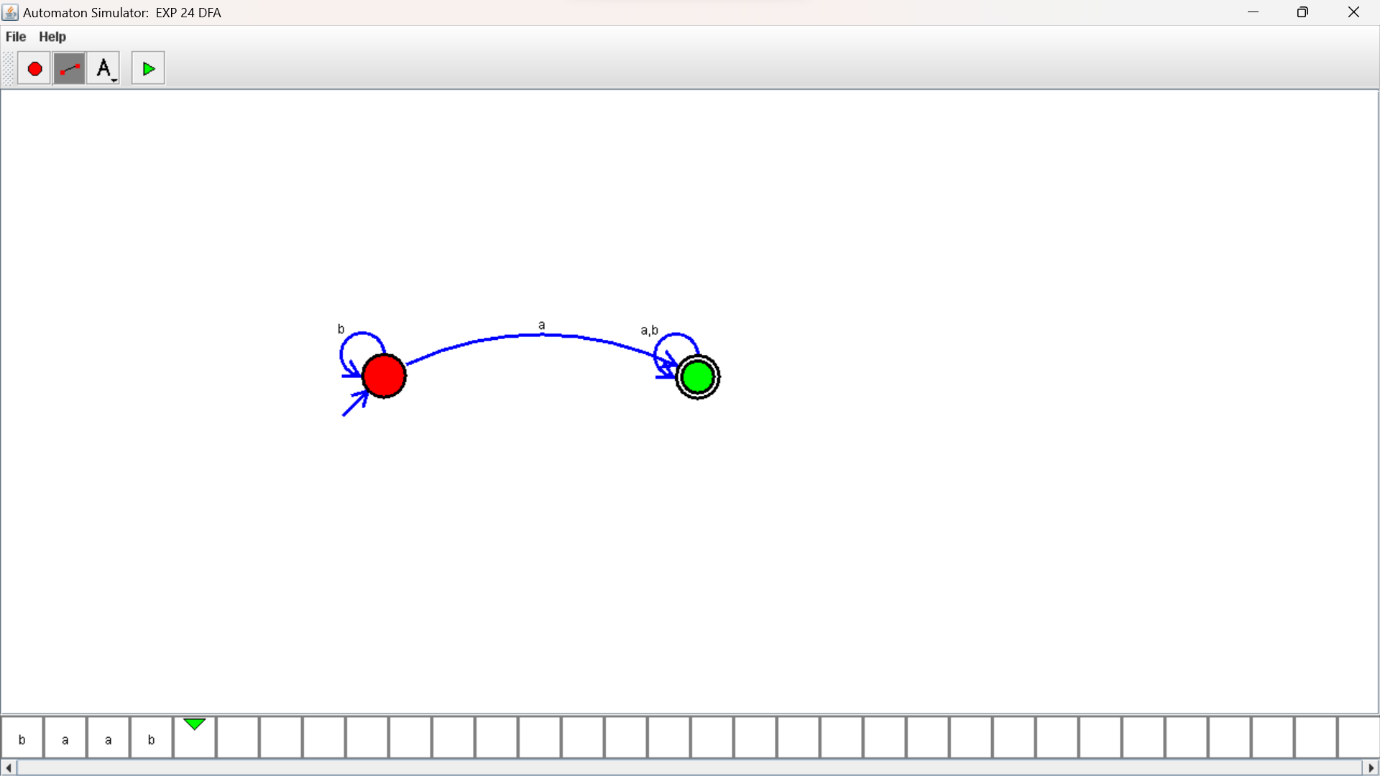 Automaton Simulator: EXP 24 DFA
File Help
A
b
a
a,b
b a a b